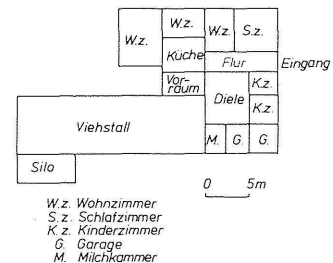 W.z. W.z. W.z. S.z.
Küche Flur Eingang
Vor-
raum Diele K.z.
K.z.
Viehstall
M. G. G.
Silo
0 5m
W.z. Wohnzimmer
S.z. Schlafzimmer
K.z. Kinderzimmer
G. Garage
M. Milchkammer